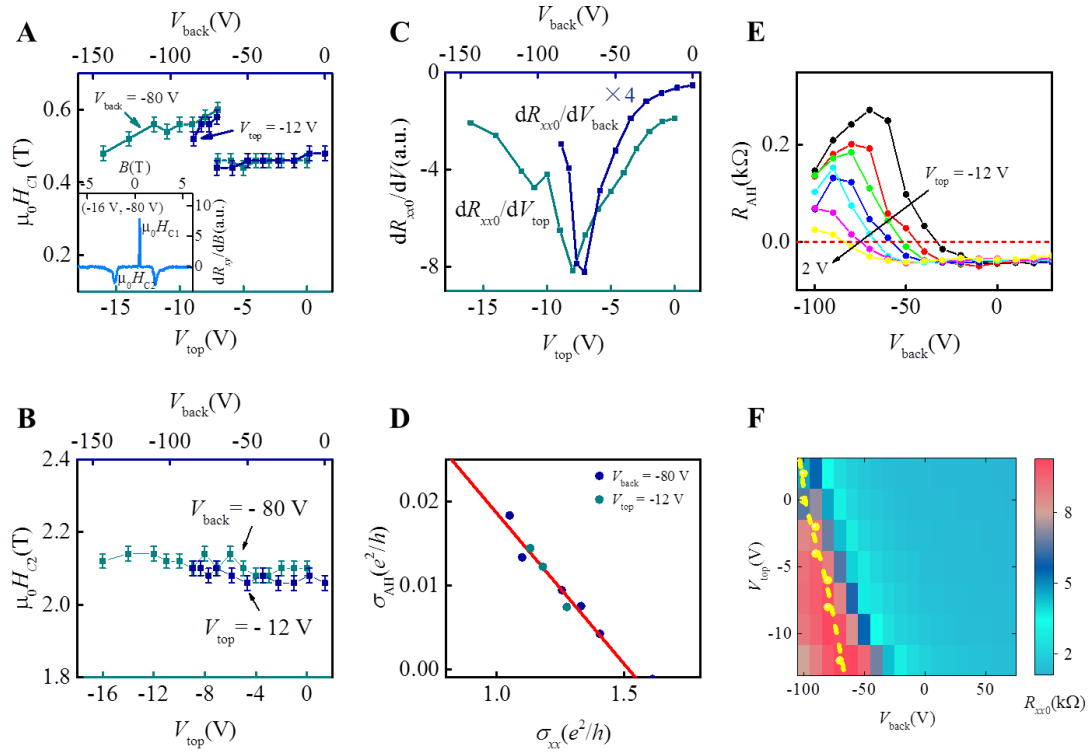 A
V_back(V)
-150 -100 -50 0
V_back = -80 V
V_top = -12 V
μ0H_C1(T)
0.6
0.4
0.2
B(T)
-5 0 5
(-16 V, -80 V)
μ0H_C1
μ0H_C2
10
5
0
dR_xy/dB(a.u.)
-15 -10 -5 0
V_top(V)
C
V_back(V)
-150 -100 -50 0
0
-4
-8
dR_xx0/dV(a.u.)
×4
dR_xx0/dV_back
dR_xx0/dV_top
-20 -15 -10 -5 0
V_top(V)
E
R_AH(kΩ)
0.2
0.0
V_top = -12 V
2 V
-100 -50 0
V_back(V)
B
V_back(V)
-150 -100 -50 0
2.4
2.2
2.0
1.8
μ0H_C2(T)
V_back = - 80 V
V_top = - 12 V
-16 -12 -8 -4 0
V_top(V)
D
σ_AH(e²/h)
0.02
0.01
0.00
V_back = -80 V
V_top = -12 V
1.0 1.5
σ_xx(e²/h)
F
V_top(V)
0
-5
-10
-100 -50 0 50
V_back(V)
8
6
4
2
R_xx0(kΩ)